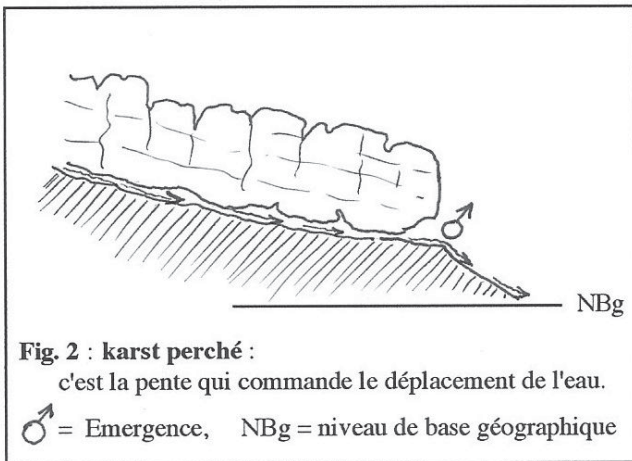 NBg
Fig. 2 : karst perché :
c'est la pente qui commande le déplacement de l'eau.
= Emergence, NBg = niveau de base géographique